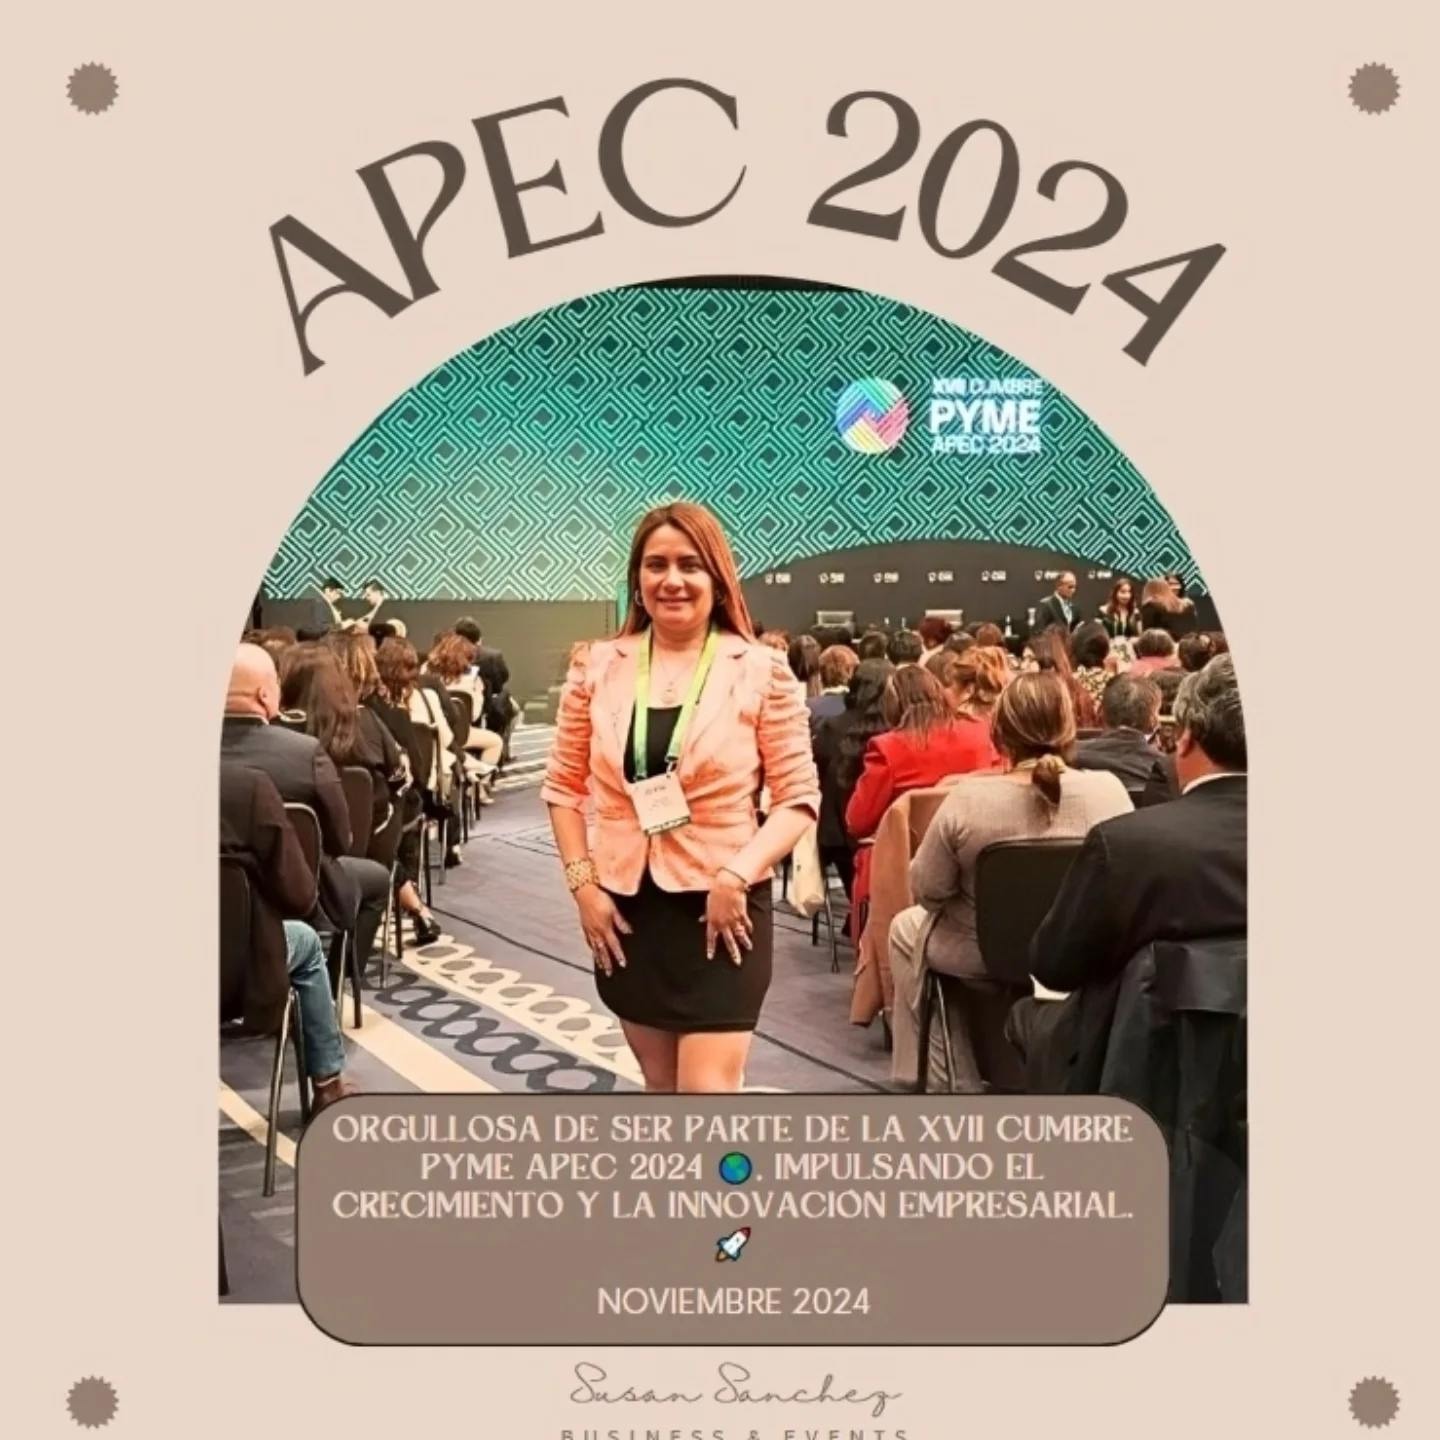 APEC 2024
XVII CUMBRE
PYME
APEC 2024
ORGULLOSA DE SER PARTE DE LA XVII CUMBRE
PYME APEC 2024 🌎, IMPULSANDO EL
CRECIMIENTO Y LA INNOVACIÓN EMPRESARIAL.
🚀
NOVIEMBRE 2024
Susan Sanchez
BUSINESS & EVENTS